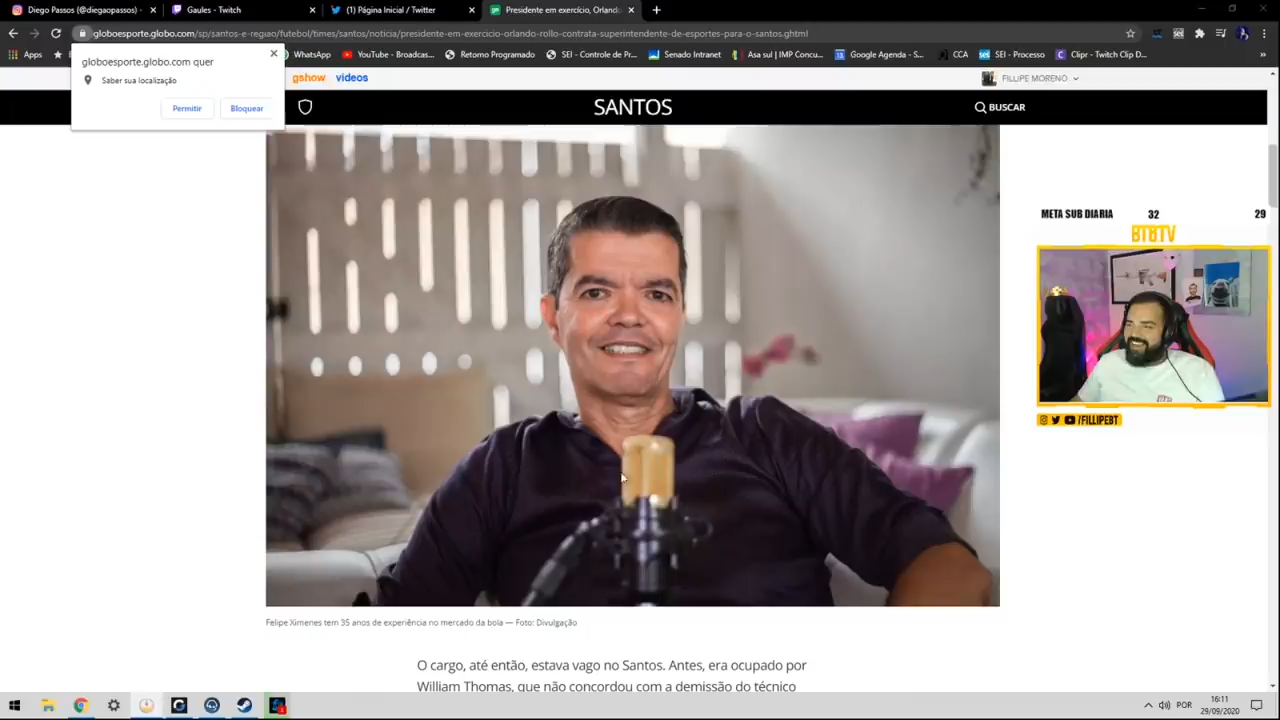 Diego Passos (@diegaopassos)
Gaules - Twitch
(1) Página Inicial / Twitter
Presidente em exercício, Orlando
globoesporte.globo.com/sp/santos-e-regiao/futebol/times/santos/noticia/presidente-em-exercicio-orlando-rollo-contrata-superintendente-de-esportes-para-o-santos.ghtml
Apps
WhatsApp
YouTube - Broadcas...
Retorno Programado
SEI - Controle de Pr...
Senado Intranet
Asa sul | IMP Concu...
Google Agenda - S...
CCA
SEI - Processo
Clipr - Twitch Clip D...
globoesporte.globo.com quer
Saber sua localização
Permitir
Bloquear
gshow
videos
FILLIPE MORENO
SANTOS
BUSCAR
META SUB DIARIA 32 29
BTBTV
/FILLIPEBT
Felipe Ximenes tem 35 anos de experiência no mercado da bola — Foto: Divulgação
O cargo, até então, estava vago no Santos. Antes, era ocupado por
William Thomas, que não concordou com a demissão do técnico
POR
16:11
29/09/2020